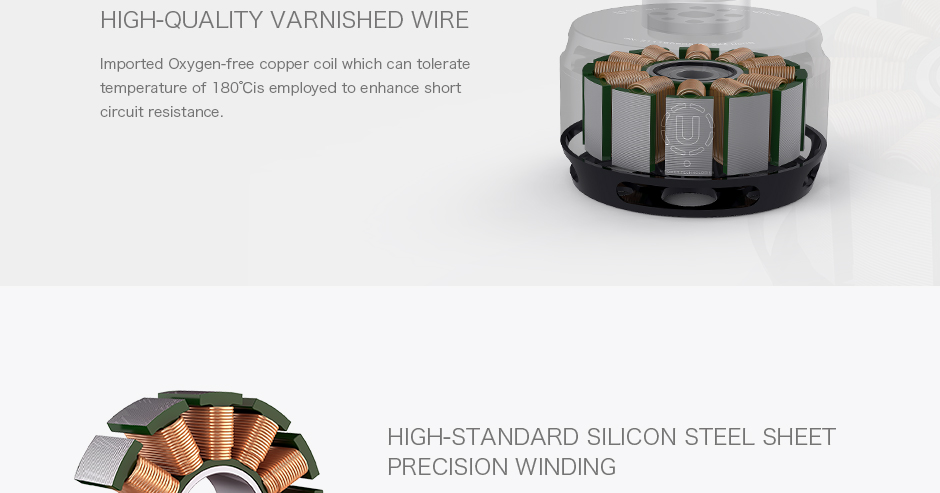 HIGH-QUALITY VARNISHED WIRE
Imported Oxygen-free copper coil which can tolerate
temperature of 180°Cis employed to enhance short
circuit resistance.
U
HIGH-STANDARD SILICON STEEL SHEET
PRECISION WINDING